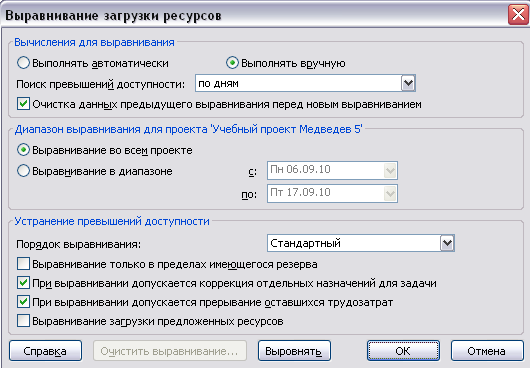 Выравнивание загрузки ресурсов
Вычисления для выравнивания
Выполнять автоматически Выполнять вручную
Поиск превышений доступности: по дням
Очистка данных предыдущего выравнивания перед новым выравниванием
Диапазон выравнивания для проекта 'Учебный проект Медведев 5'
Выравнивание во всем проекте
Выравнивание в диапазоне с: Пн 06.09.10
по: Пт 17.09.10
Устранение превышений доступности
Порядок выравнивания: Стандартный
Выравнивание только в пределах имеющегося резерва
При выравнивании допускается коррекция отдельных назначений для задачи
При выравнивании допускается прерывание оставшихся трудозатрат
Выравнивание загрузки предложенных ресурсов
Справка Очистить выравнивание... Выровнять ОК Отмена